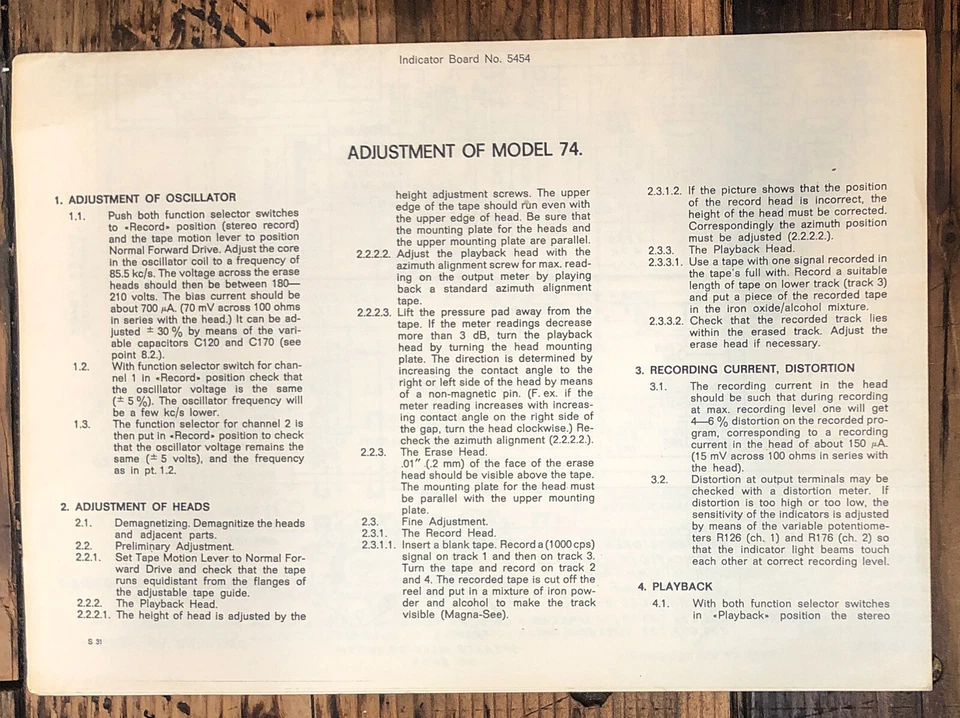 Indicator Board No. 5454
ADJUSTMENT OF MODEL 74.
1. ADJUSTMENT OF OSCILLATOR
1.1. Push both function selector switches
to «Record» position (stereo record)
and the tape motion lever to position
Normal Forward Drive. Adjust the core
in the oscillator coil to a frequency of
85.5 kc/s. The voltage across the erase
heads should then be between 180—
210 volts. The bias current should be
about 700 µA. (70 mV across 100 ohms
in series with the head.) It can be ad-
justed ± 30 % by means of the vari-
able capacitors C120 and C170 (see
point 8.2.).
1.2. With function selector switch for chan-
nel 1 in «Record» position check that
the oscillator voltage is the same
(± 5 %). The oscillator frequency will
be a few kc/s lower.
1.3. The function selector for channel 2 is
then put in «Record» position to check
that the oscillator voltage remains the
same (± 5 volts), and the frequency
as in pt. 1.2.
2. ADJUSTMENT OF HEADS
2.1. Demagnetizing. Demagnitize the heads
and adjacent parts.
2.2. Preliminary Adjustment.
2.2.1. Set Tape Motion Lever to Normal For-
ward Drive and check that the tape
runs equidistant from the flanges of
the adjustable tape guide.
2.2.2. The Playback Head.
2.2.2.1. The height of head is adjusted by the
S 31
height adjustment screws. The upper
edge of the tape should run even with
the upper edge of head. Be sure that
the mounting plate for the heads and
the upper mounting plate are parallel.
2.2.2.2. Adjust the playback head with the
azimuth alignment screw for max. read-
ing on the output meter by playing
back a standard azimuth alignment
tape.
2.2.2.3. Lift the pressure pad away from the
tape. If the meter readings decrease
more than 3 dB, turn the playback
head by turning the head mounting
plate. The direction is determined by
increasing the contact angle to the
right or left side of the head by means
of a non-magnetic pin. (F. ex. if the
meter reading increases with increas-
ing contact angle on the right side of
the gap, turn the head clockwise.) Re-
check the azimuth alignment (2.2.2.2.).
2.2.3. The Erase Head.
.01″ (.2 mm) of the face of the erase
head should be visible above the tape.
The mounting plate for the head must
be parallel with the upper mounting
plate.
2.3. Fine Adjustment.
2.3.1. The Record Head.
2.3.1.1. Insert a blank tape. Record a (1000 cps)
signal on track 1 and then on track 3.
Turn the tape and record on track 2
and 4. The recorded tape is cut off the
reel and put in a mixture of iron pow-
der and alcohol to make the track
visible (Magna-See).
2.3.1.2. If the picture shows that the position
of the record head is incorrect, the
height of the head must be corrected.
Correspondingly the azimuth position
must be adjusted (2.2.2.2.).
2.3.3. The Playback Head.
2.3.3.1. Use a tape with one signal recorded in
the tape's full with. Record a suitable
length of tape on lower track (track 3)
and put a piece of the recorded tape
in the iron oxide/alcohol mixture.
2.3.3.2. Check that the recorded track lies
within the erased track. Adjust the
erase head if necessary.
3. RECORDING CURRENT, DISTORTION
3.1. The recording current in the head
should be such that during recording
at max. recording level one will get
4—6 % distortion on the recorded pro-
gram, corresponding to a recording
current in the head of about 150 µA.
(15 mV across 100 ohms in series with
the head).
3.2. Distortion at output terminals may be
checked with a distortion meter. If
distortion is too high or too low, the
sensitivity of the indicators is adjusted
by means of the variable potentiome-
ters R126 (ch. 1) and R176 (ch. 2) so
that the indicator light beams touch
each other at correct recording level.
4. PLAYBACK
4.1. With both function selector switches
in «Playback» position the stereo